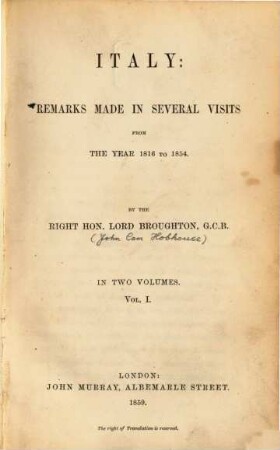 ITALY:
REMARKS MADE IN SEVERAL VISITS
FROM
THE YEAR 1816 TO 1854.
BY THE
RIGHT HON. LORD BROUGHTON, G.C.B.
(John Cam Hobhouse)
IN TWO VOLUMES.
VOL. I.
LONDON:
JOHN MURRAY, ALBEMARLE STREET.
1859.
The right of Translation is reserved.